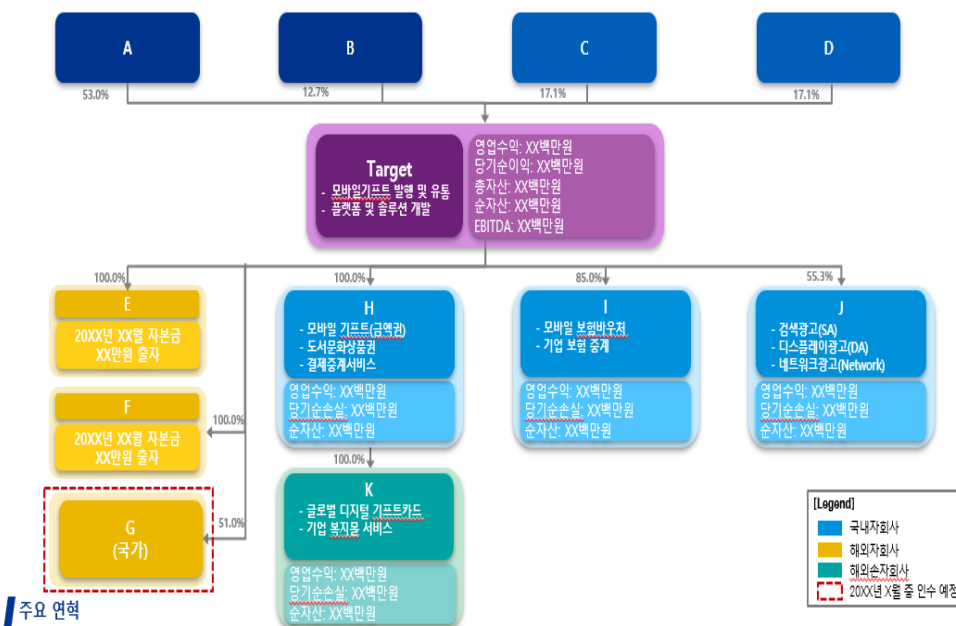 A
B
C
D
53.0%
12.7%
17.1%
17.1%
Target
- 모바일기프트 발행 및 유통
- 플랫폼 및 솔루션 개발
영업수익: XX백만원
당기순이익: XX백만원
총자산: XX백만원
순자산: XX백만원
EBITDA: XX백만원
100.0%
100.0%
85.0%
55.3%
E
20XX년 XX월 자본금
XX만원 출자
F
20XX년 XX월 자본금
XX만원 출자
100.0%
G
(국가)
51.0%
H
- 모바일 기프트(금액권)
- 도서문화상품권
- 결제중계서비스
영업수익: XX백만원
당기순손실: XX백만원
순자산: XX백만원
I
- 모바일 보험바우처
- 기업 보험 중계
영업수익: XX백만원
당기순손실: XX백만원
순자산: XX백만원
J
- 검색광고(SA)
- 디스플레이광고(DA)
- 네트워크광고(Network)
영업수익: XX백만원
당기순손실: XX백만원
순자산: XX백만원
100.0%
K
- 글로벌 디지털 기프트카드
- 기업 복지몰 서비스
영업수익: XX백만원
당기순손실: XX백만원
순자산: XX백만원
[Legend]
국내자회사
해외자회사
해외손자회사
20XX년 X월 중 인수 예정
주요 연혁